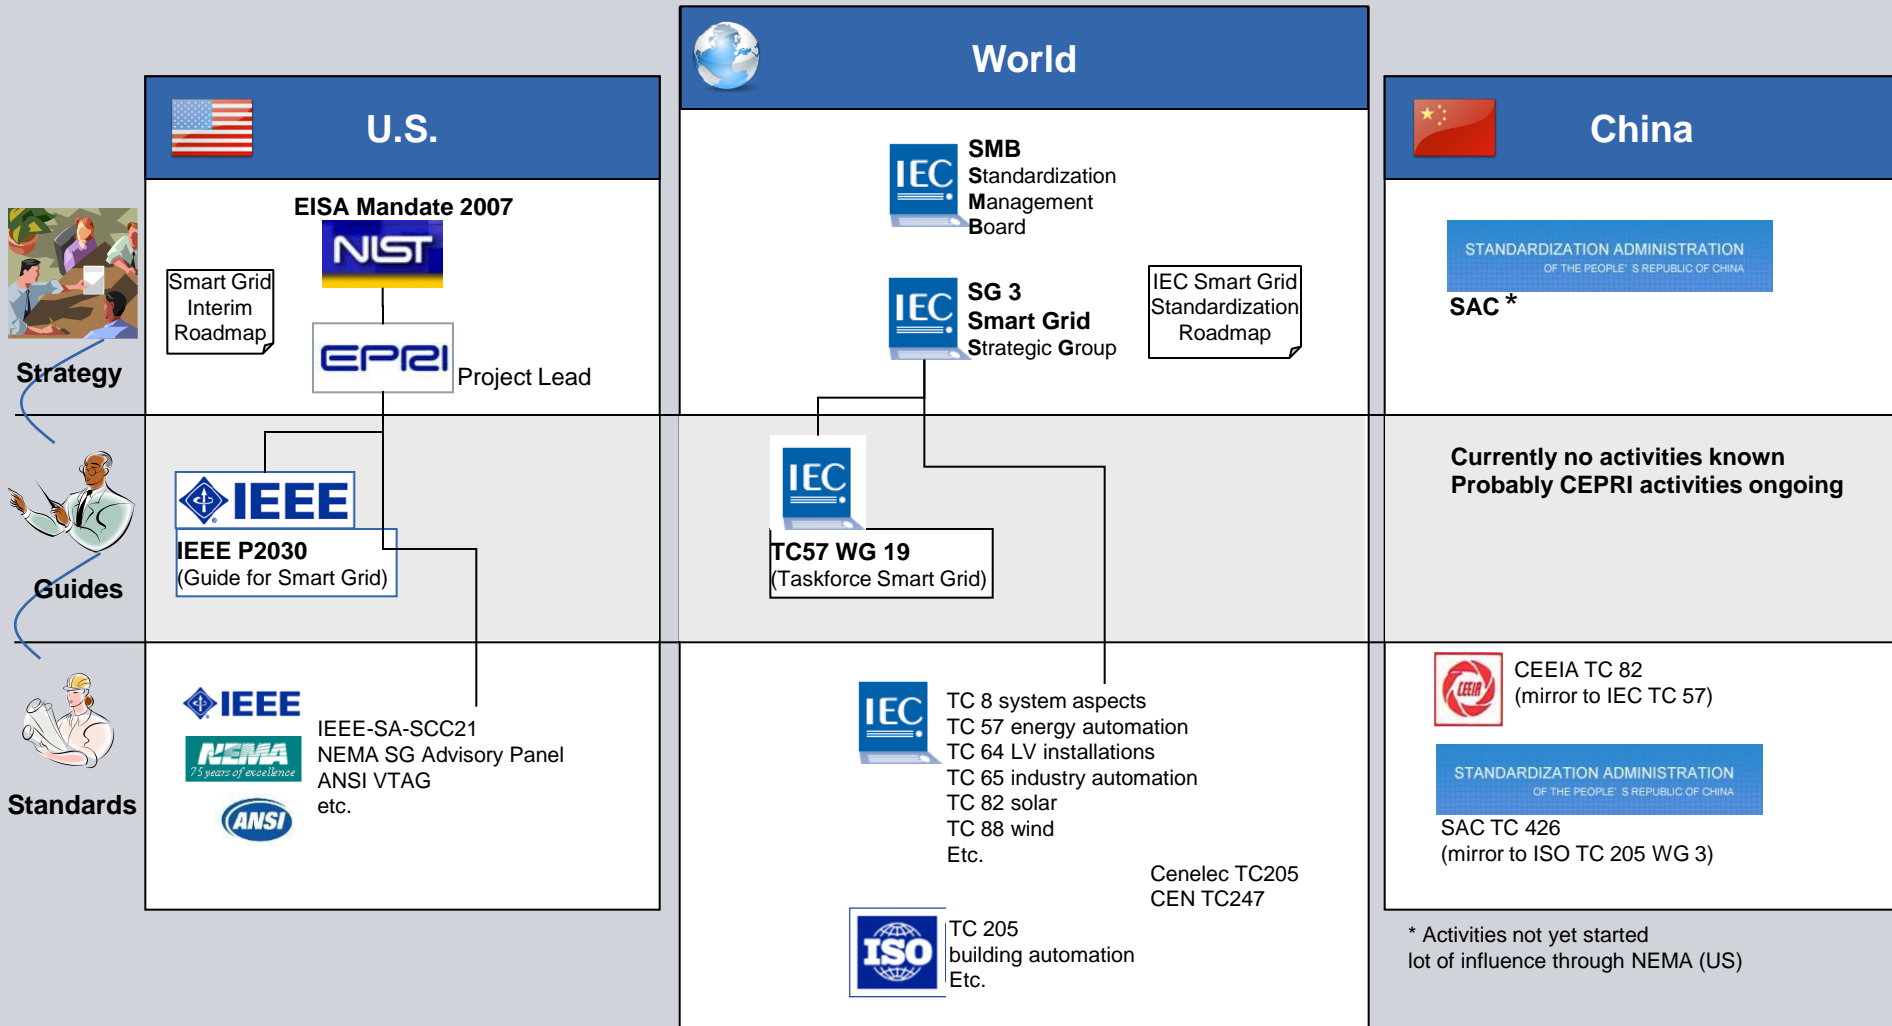 World
U.S.
China
Strategy
Guides
Standards
EISA Mandate 2007
NIST
Smart Grid
Interim
Roadmap
EPRI
Project Lead
IEEE
IEEE P2030
(Guide for Smart Grid)
IEEE
NEMA
75 years of excellence
ANSI
IEEE-SA-SCC21
NEMA SG Advisory Panel
ANSI VTAG
etc.
IEC
SMB
Standardization
Management
Board
IEC
SG 3
Smart Grid
Strategic Group
IEC Smart Grid
Standardization
Roadmap
IEC
TC57 WG 19
(Taskforce Smart Grid)
IEC
TC 8 system aspects
TC 57 energy automation
TC 64 LV installations
TC 65 industry automation
TC 82 solar
TC 88 wind
Etc.
Cenelec TC205
CEN TC247
ISO
TC 205
building automation
Etc.
STANDARDIZATION ADMINISTRATION
OF THE PEOPLE' S REPUBLIC OF CHINA
SAC *
Currently no activities known
Probably CEPRI activities ongoing
CEEIA
CEEIA TC 82
(mirror to IEC TC 57)
STANDARDIZATION ADMINISTRATION
OF THE PEOPLE' S REPUBLIC OF CHINA
SAC TC 426
(mirror to ISO TC 205 WG 3)
* Activities not yet started
lot of influence through NEMA (US)